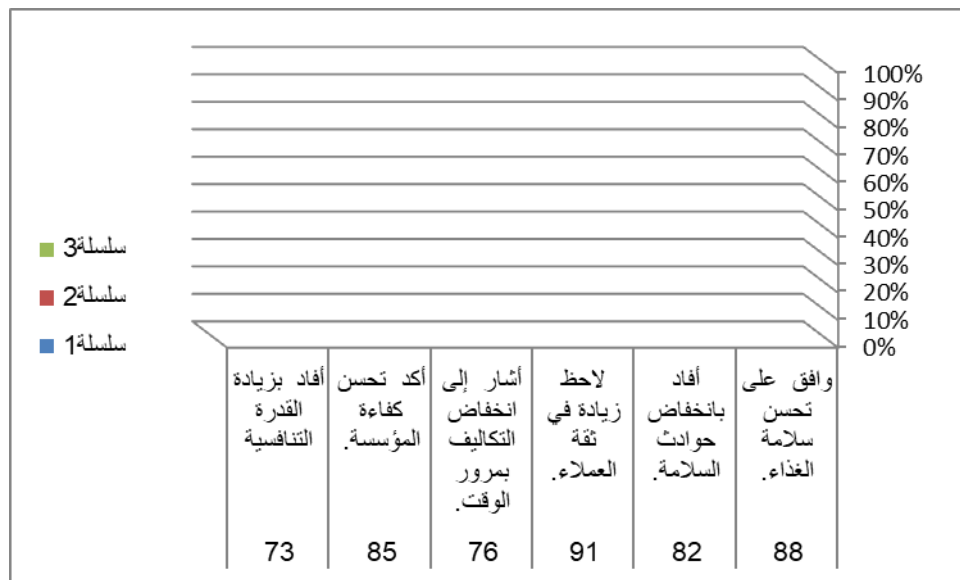 100%
90%
80%
70%
60%
50%
40%
30%
20%
10%
0%
سلسلة3
سلسلة2
سلسلة1
وافق على
تحسن
سلامة
الغذاء.
88
أفاد
بانخفاض
حوادث
السلامة.
82
لاحظ
زيادة في
ثقة
العملاء.
91
أشار إلى
انخفاض
التكاليف
بمرور
الوقت.
76
أكد تحسن
كفاءة
المؤسسة.
85
أفاد بزيادة
القدرة
التنافسية
73